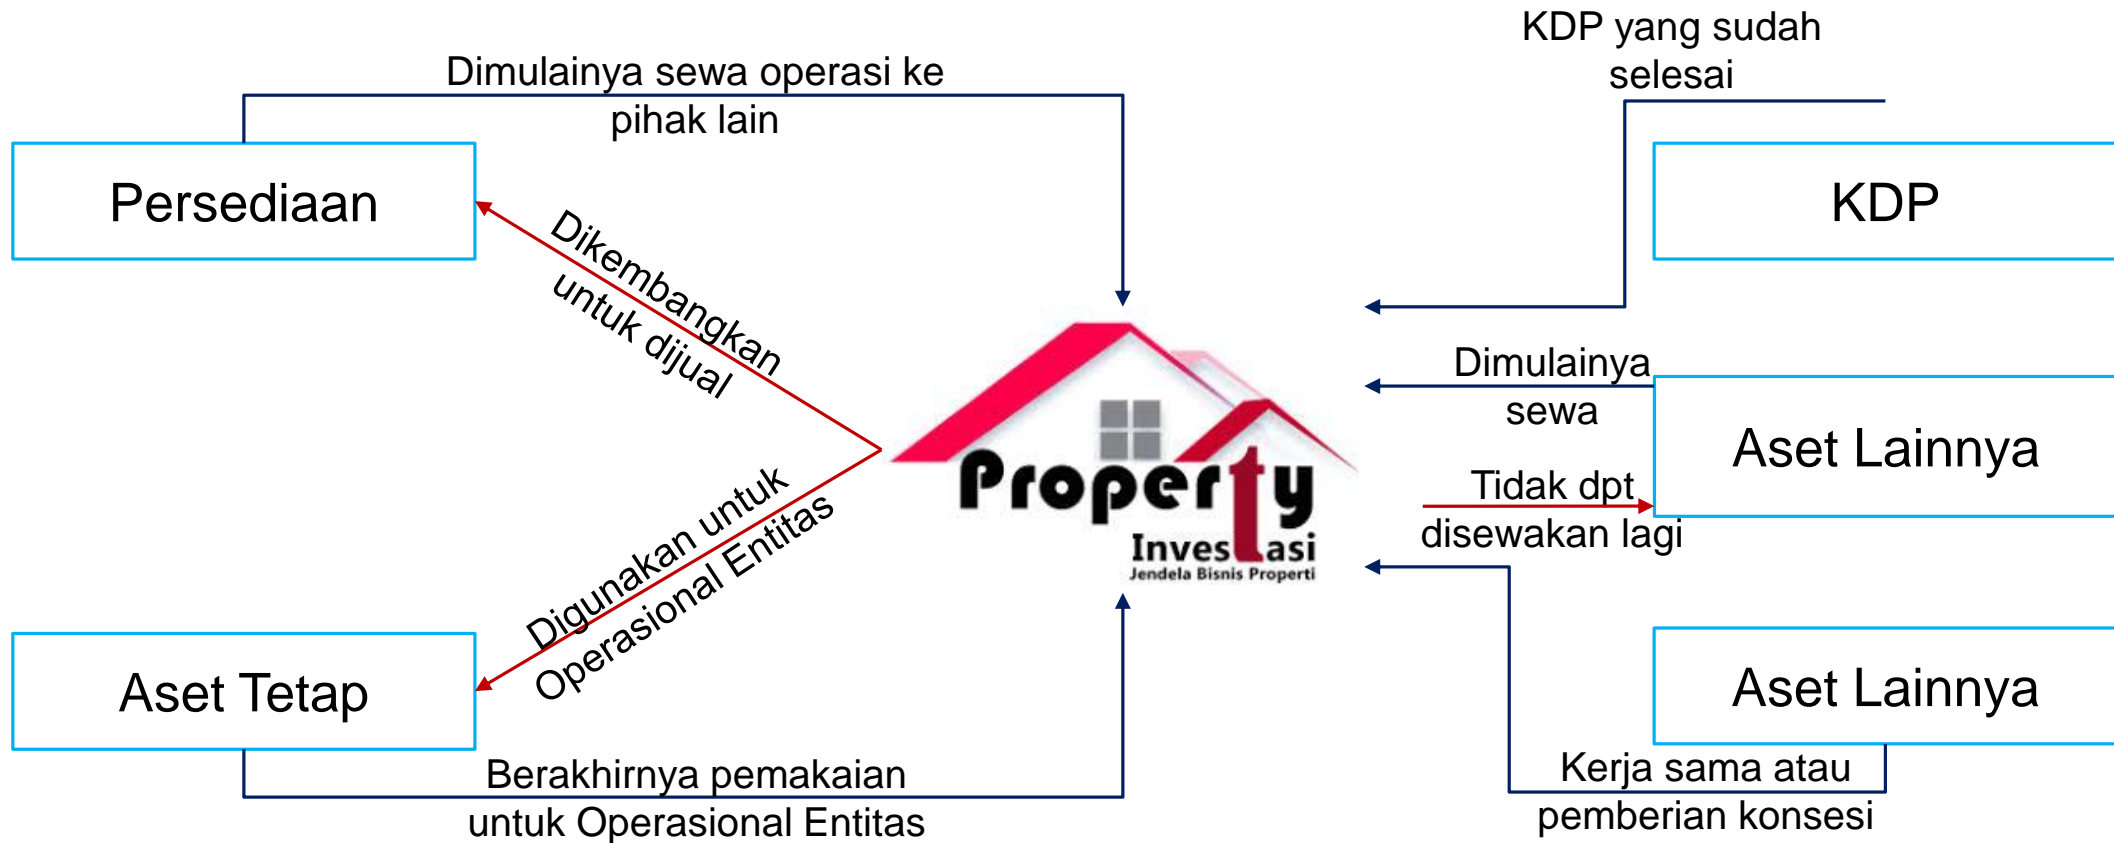 KDP yang sudah
selesai
Dimulainya sewa operasi ke
pihak lain
Persediaan
KDP
Dikembangkan
untuk dijual
Dimulainya
sewa
Aset Lainnya
Property
Investasi
Jendela Bisnis Properti
Tidak dpt
disewakan lagi
Digunakan untuk
Operasional Entitas
Aset Tetap
Aset Lainnya
Berakhirnya pemakaian
untuk Operasional Entitas
Kerja sama atau
pemberian konsesi